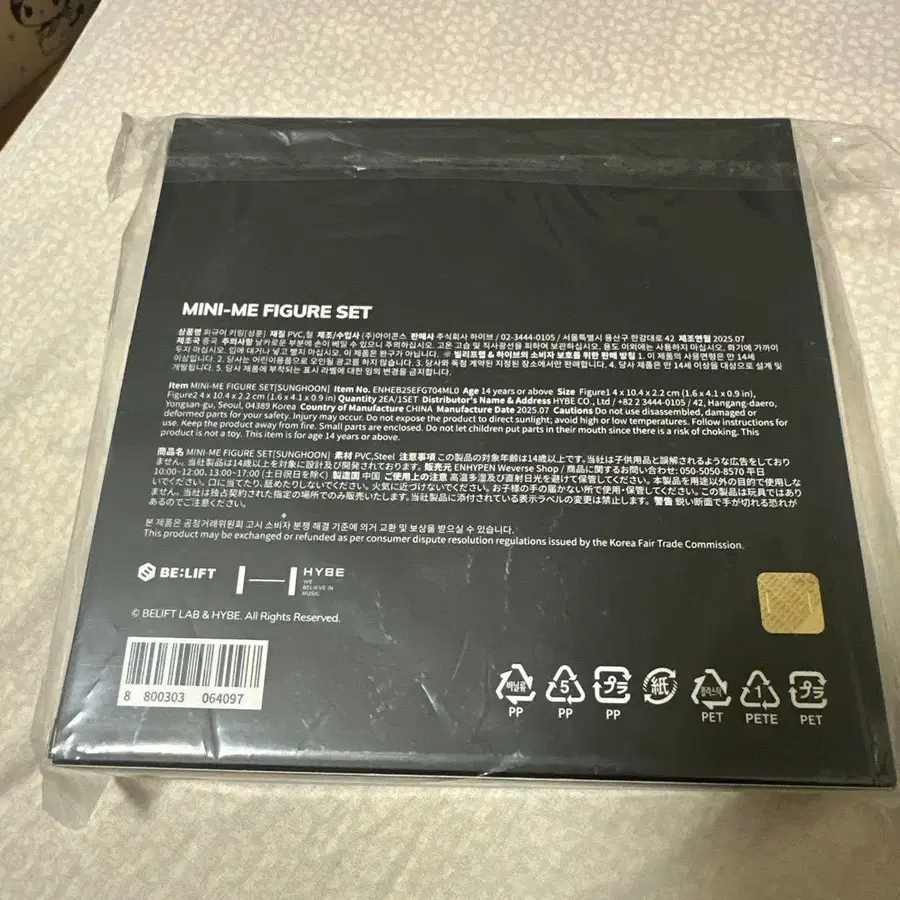 MINI-ME FIGURE SET
상품명 피규어 키링[성훈] 재질 PVC,철 제조/수입사 (주)아이콘스 판매사 주식회사 하이브 / 02-3444-0105 / 서울특별시 용산구 한강대로 42 제조연월 2025.07
제조국 중국 주의사항 날카로운 부분에 손이 베일 수 있으니 주의하십시오. 고온 고습 및 직사광선을 피하여 보관하십시오. 용도 이외에는 사용하지 마십시오. 화기에 가까이
두지 마십시오. 입에 대거나 넣고 빨지 마십시오. 이 제품은 완구가 아닙니다. ※ 빌리프랩 & 하이브의 소비자 보호를 위한 판매 방침 1. 이 제품의 사용연령은 만 14세
이상입니다. 2. 당사는 어린이용품으로 오인될 광고를 하지 않습니다. 3. 당사와 독점 계약된 지정된 장소에서만 판매합니다. 4. 당사 제품은 만 14세 이상을 대상으로 설계 및
개발됩니다. 5. 당사 제품에 부착되는 표시 라벨에 대한 임의 변경을 금합니다.
Item MINI-ME FIGURE SET[SUNGHOON] Item No. ENHEB25EFG704ML0 Age 14 years or above Size Figure1 4 x 10.4 x 2.2 cm (1.6 x 4.1 x 0.9 in),
Figure2 4 x 10.4 x 2.2 cm (1.6 x 4.1 x 0.9 in) Quantity 2EA/1SET Distributor's Name & Address HYBE CO., Ltd / +82 2 3444-0105 / 42, Hangang-daero,
Yongsan-gu, Seoul, 04389 Korea Country of Manufacture CHINA Manufacture Date 2025.07 Cautions Do not use disassembled, damaged or
deformed parts for your safety. Injury may occur. Do not expose the product to direct sunlight; avoid high or low temperatures. Follow instructions for
use. Keep the product away from fire. Small parts are enclosed. Do not let children put parts in their mouth since there is a risk of choking. This
product is not a toy. This item is for age 14 years or above.
商品名 MINI-ME FIGURE SET[SUNGHOON] 素材 PVC,Steel 注意事項 この製品の対象年齢は14歳以上です。当社は子供用品と誤解されるような広告をしており
ません。当社製品は14歳以上を対象に設計及び開発されております。販売元 ENHYPEN Weverse Shop / 商品に関するお問い合わせ: 050-5050-8570 平日
10:00~12:00、13:00~17:00 (土日祝日を除く) 製造国 中国 ご使用上の注意 高温多湿及び直射日光を避けて保管してください。本製品を用途以外の目的で使用しな
いでください。口に当てたり、舐めたりしないでください。火気に近づけないでください。お子様の手の届かない所で使用・保管してください。この製品は玩具ではあり
ません。当社は独占契約された指定の場所でのみ販売いたします。当社製品に添付されている表示ラベルの変更は禁止します。警告 鋭い断面で手が切れる恐れが
あるのでご注意ください。
본 제품은 공정거래위원회 고시 소비자 분쟁 해결 기준에 의거 교환 및 보상을 받으실 수 있습니다.
This product may be exchanged or refunded as per consumer dispute resolution regulations issued by the Korea Fair Trade Commission.
BE:LIFT
HYBE
WE
BELIEVE IN
MUSIC
© BELIFT LAB & HYBE. All Rights Reserved.
8 800303 064097
비닐류
PP
5
PP
プラ
PP
紙
플라스틱
PET
1
PETE
プラ
PET